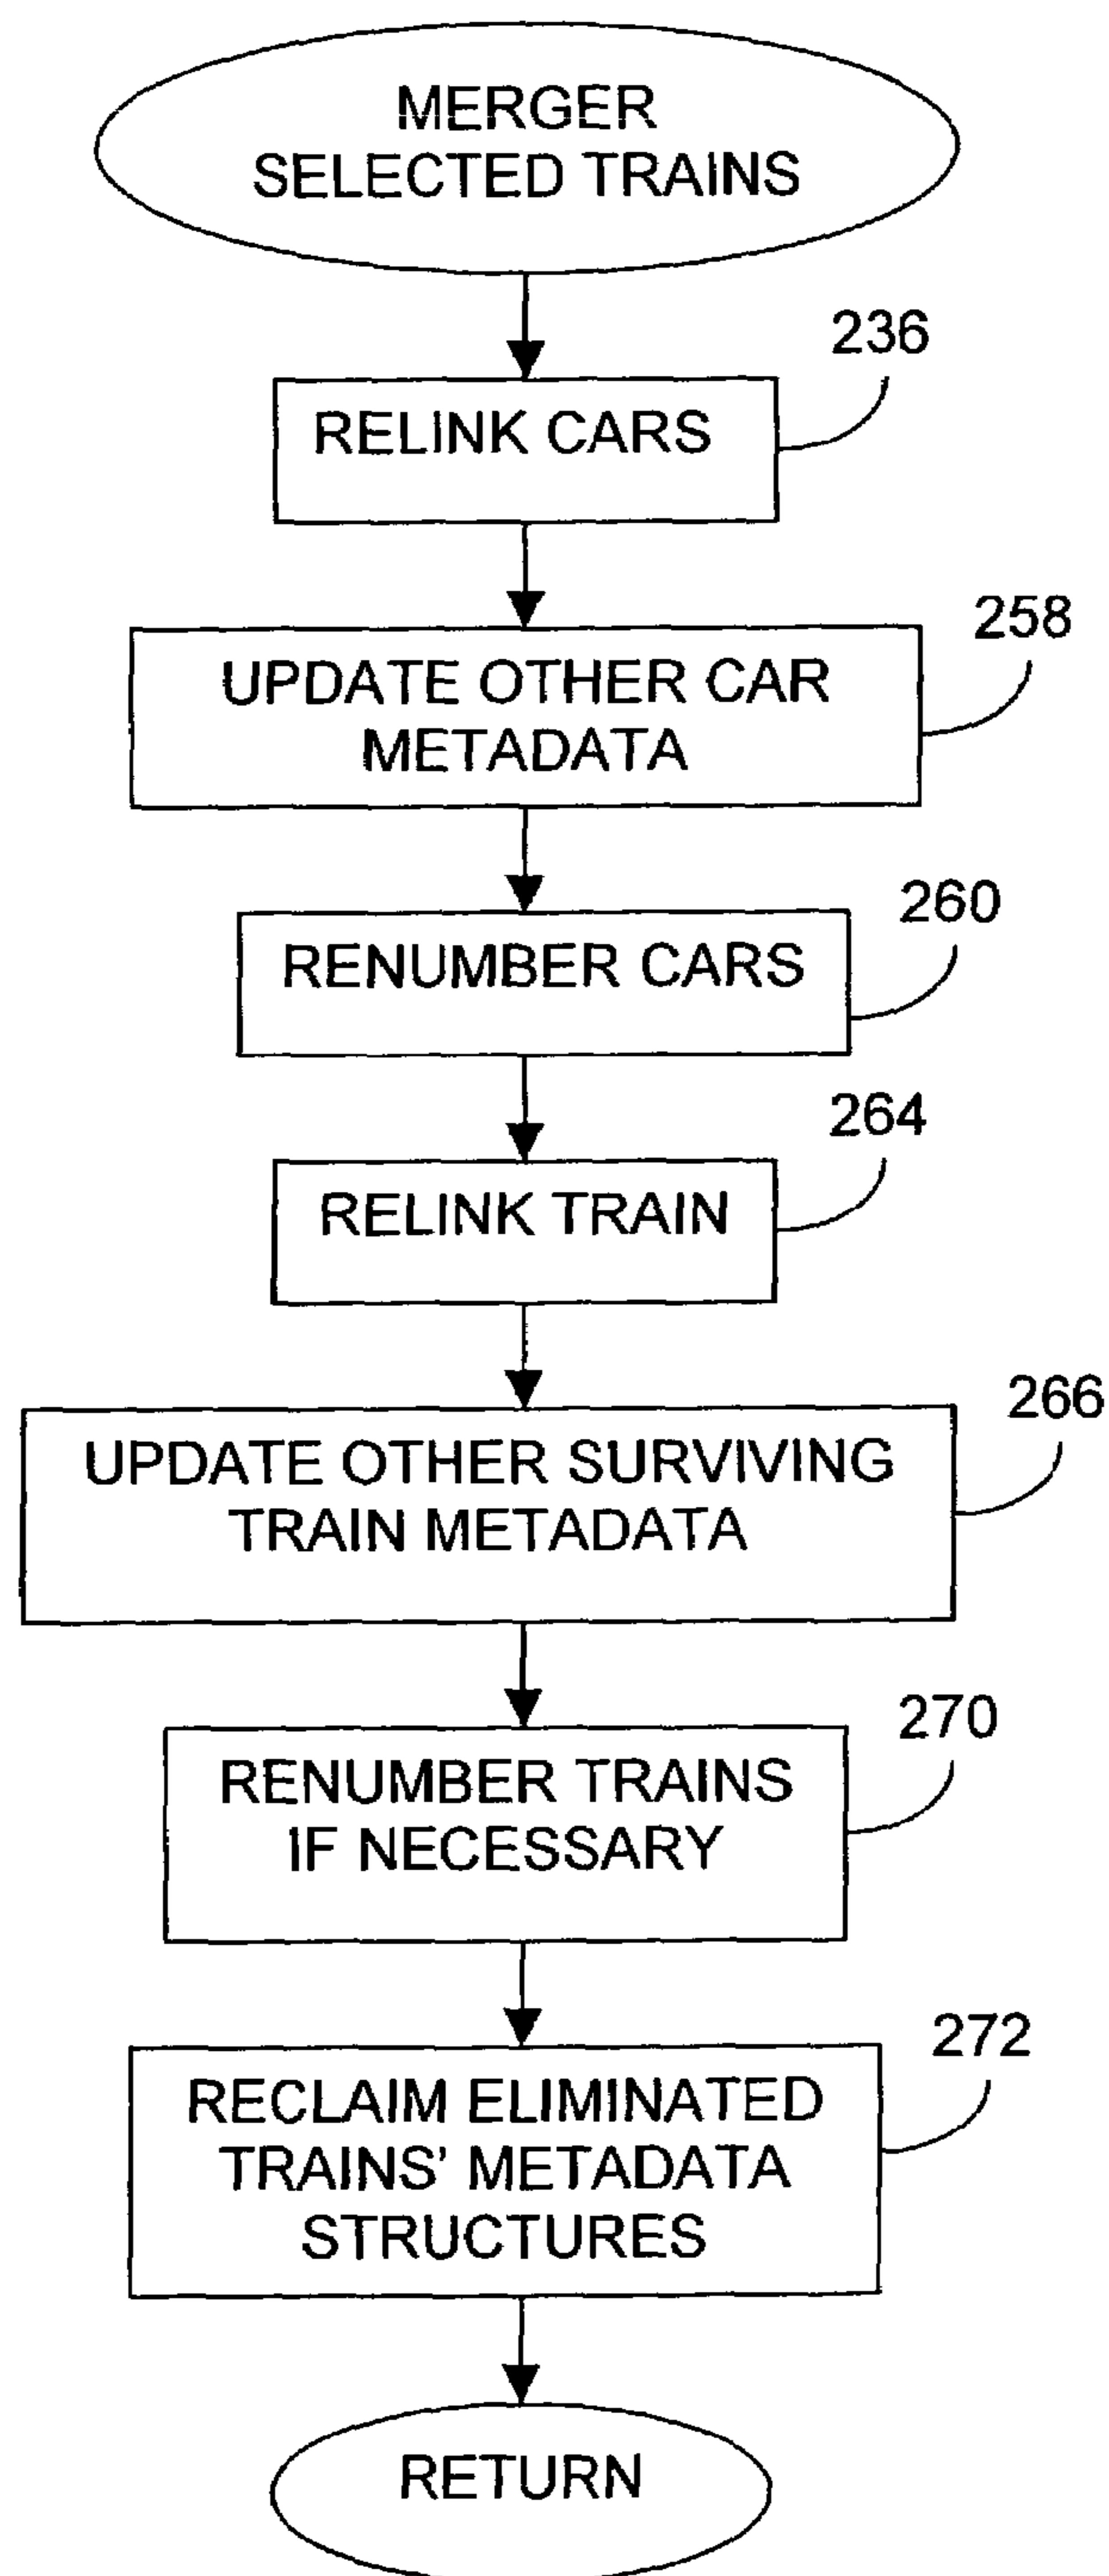 MERGER
SELECTED TRAINS
236
RELINK CARS
258
UPDATE OTHER CAR
METADATA
260
RENUMBER CARS
264
RELINK TRAIN
266
UPDATE OTHER SURVIVING
TRAIN METADATA
270
RENUMBER TRAINS
IF NECESSARY
272
RECLAIM ELIMINATED
TRAINS' METADATA
STRUCTURES
RETURN